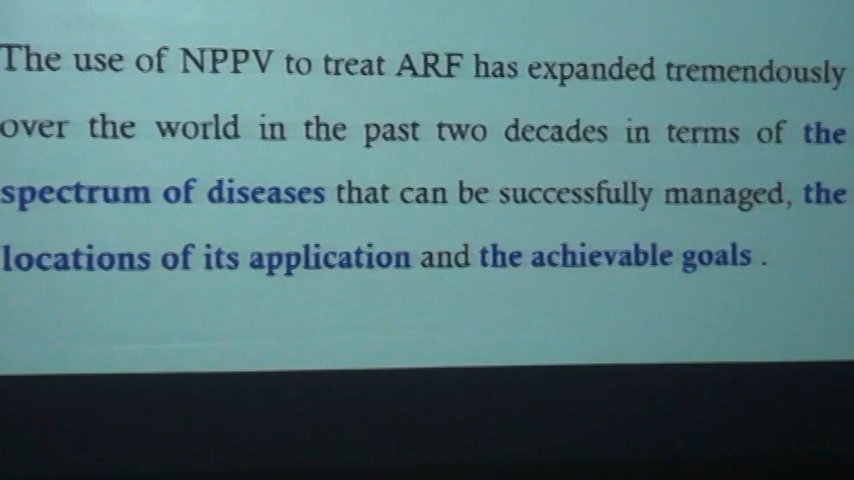 The use of NPPV to treat ARF has expanded tremendously
over the world in the past two decades in terms of the
spectrum of diseases that can be successfully managed, the
locations of its application and the achievable goals .